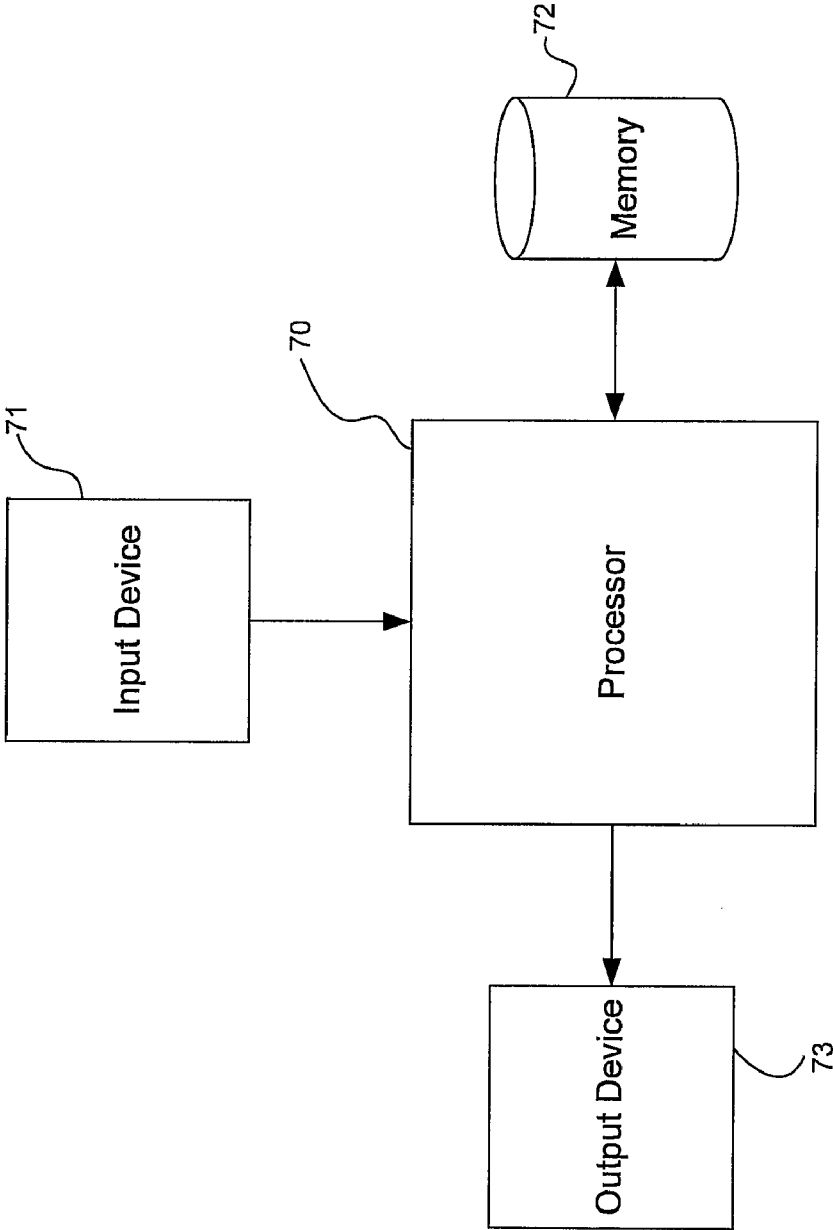 71
Input Device
70
Processor
72
Memory
Output Device
73